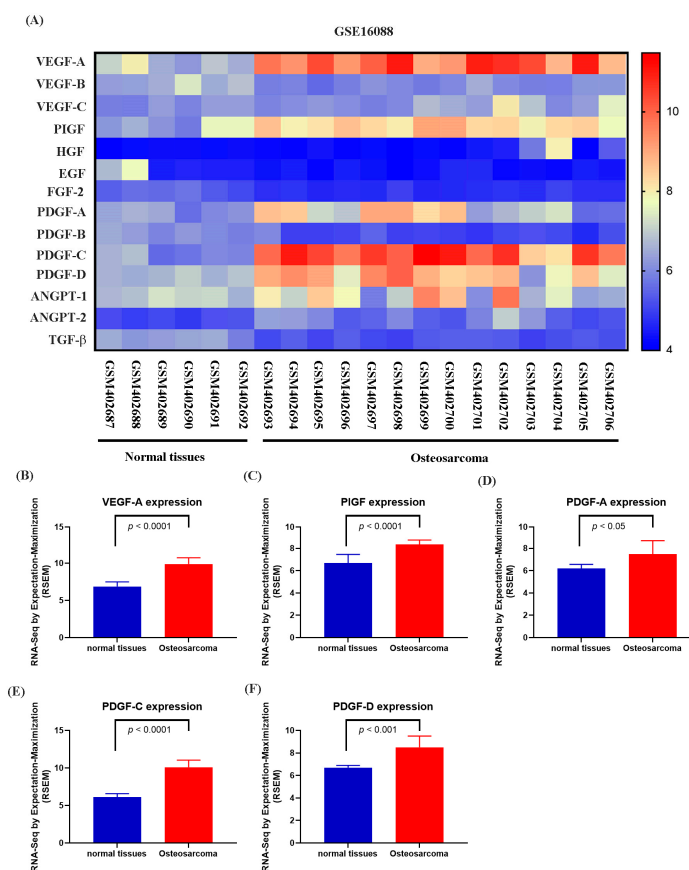 (A)
GSE16088
VEGF-A
VEGF-B
VEGF-C
PIGF
HGF
EGF
FGF-2
PDGF-A
PDGF-B
PDGF-C
PDGF-D
ANGPT-1
ANGPT-2
TGF-β
10
8
6
4
GSM402687
GSM402688
GSM402689
GSM402690
GSM402691
GSM402692
GSM402693
GSM402694
GSM402695
GSM402696
GSM402697
GSM402698
GSM402699
GSM402700
GSM402701
GSM402702
GSM402703
GSM402704
GSM402705
GSM402706
Normal tissues
Osteosarcoma
(B)
VEGF-A expression
p < 0.0001
RNA-Seq by Expectation-Maximization
(RSEM)
15
10
5
0
normal tissues
Osteosarcoma
(C)
PIGF expression
p < 0.0001
RNA-Seq by Expectation-Maximization
(RSEM)
10
8
6
4
2
0
normal tissues
Osteosarcoma
(D)
PDGF-A expression
p < 0.05
RNA-Seq by Expectation-Maximization
(RSEM)
10
8
6
4
2
0
normal tissues
Osteosarcoma
(E)
PDGF-C expression
p < 0.0001
RNA-Seq by Expectation-Maximization
(RSEM)
15
10
5
0
normal tissues
Osteosarcoma
(F)
PDGF-D expression
p < 0.001
RNA-Seq by Expectation-Maximization
(RSEM)
10
8
6
4
2
0
normal tissues
Osteosarcoma